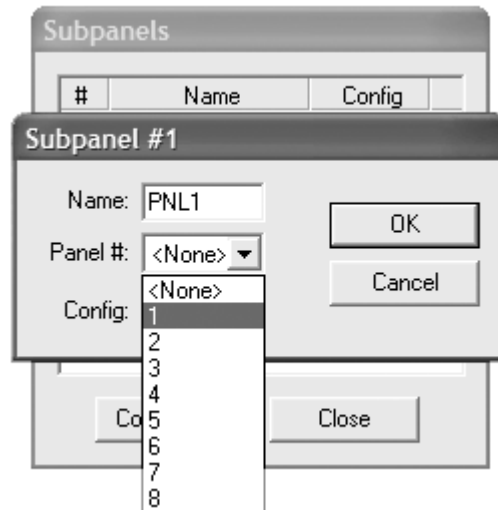 Subpanels
# Name Config
Subpanel #1
Name: PNL1
OK
Panel #: <None>
Cancel
<None>
Config:
1
2
3
4
5
6
7
8
Close